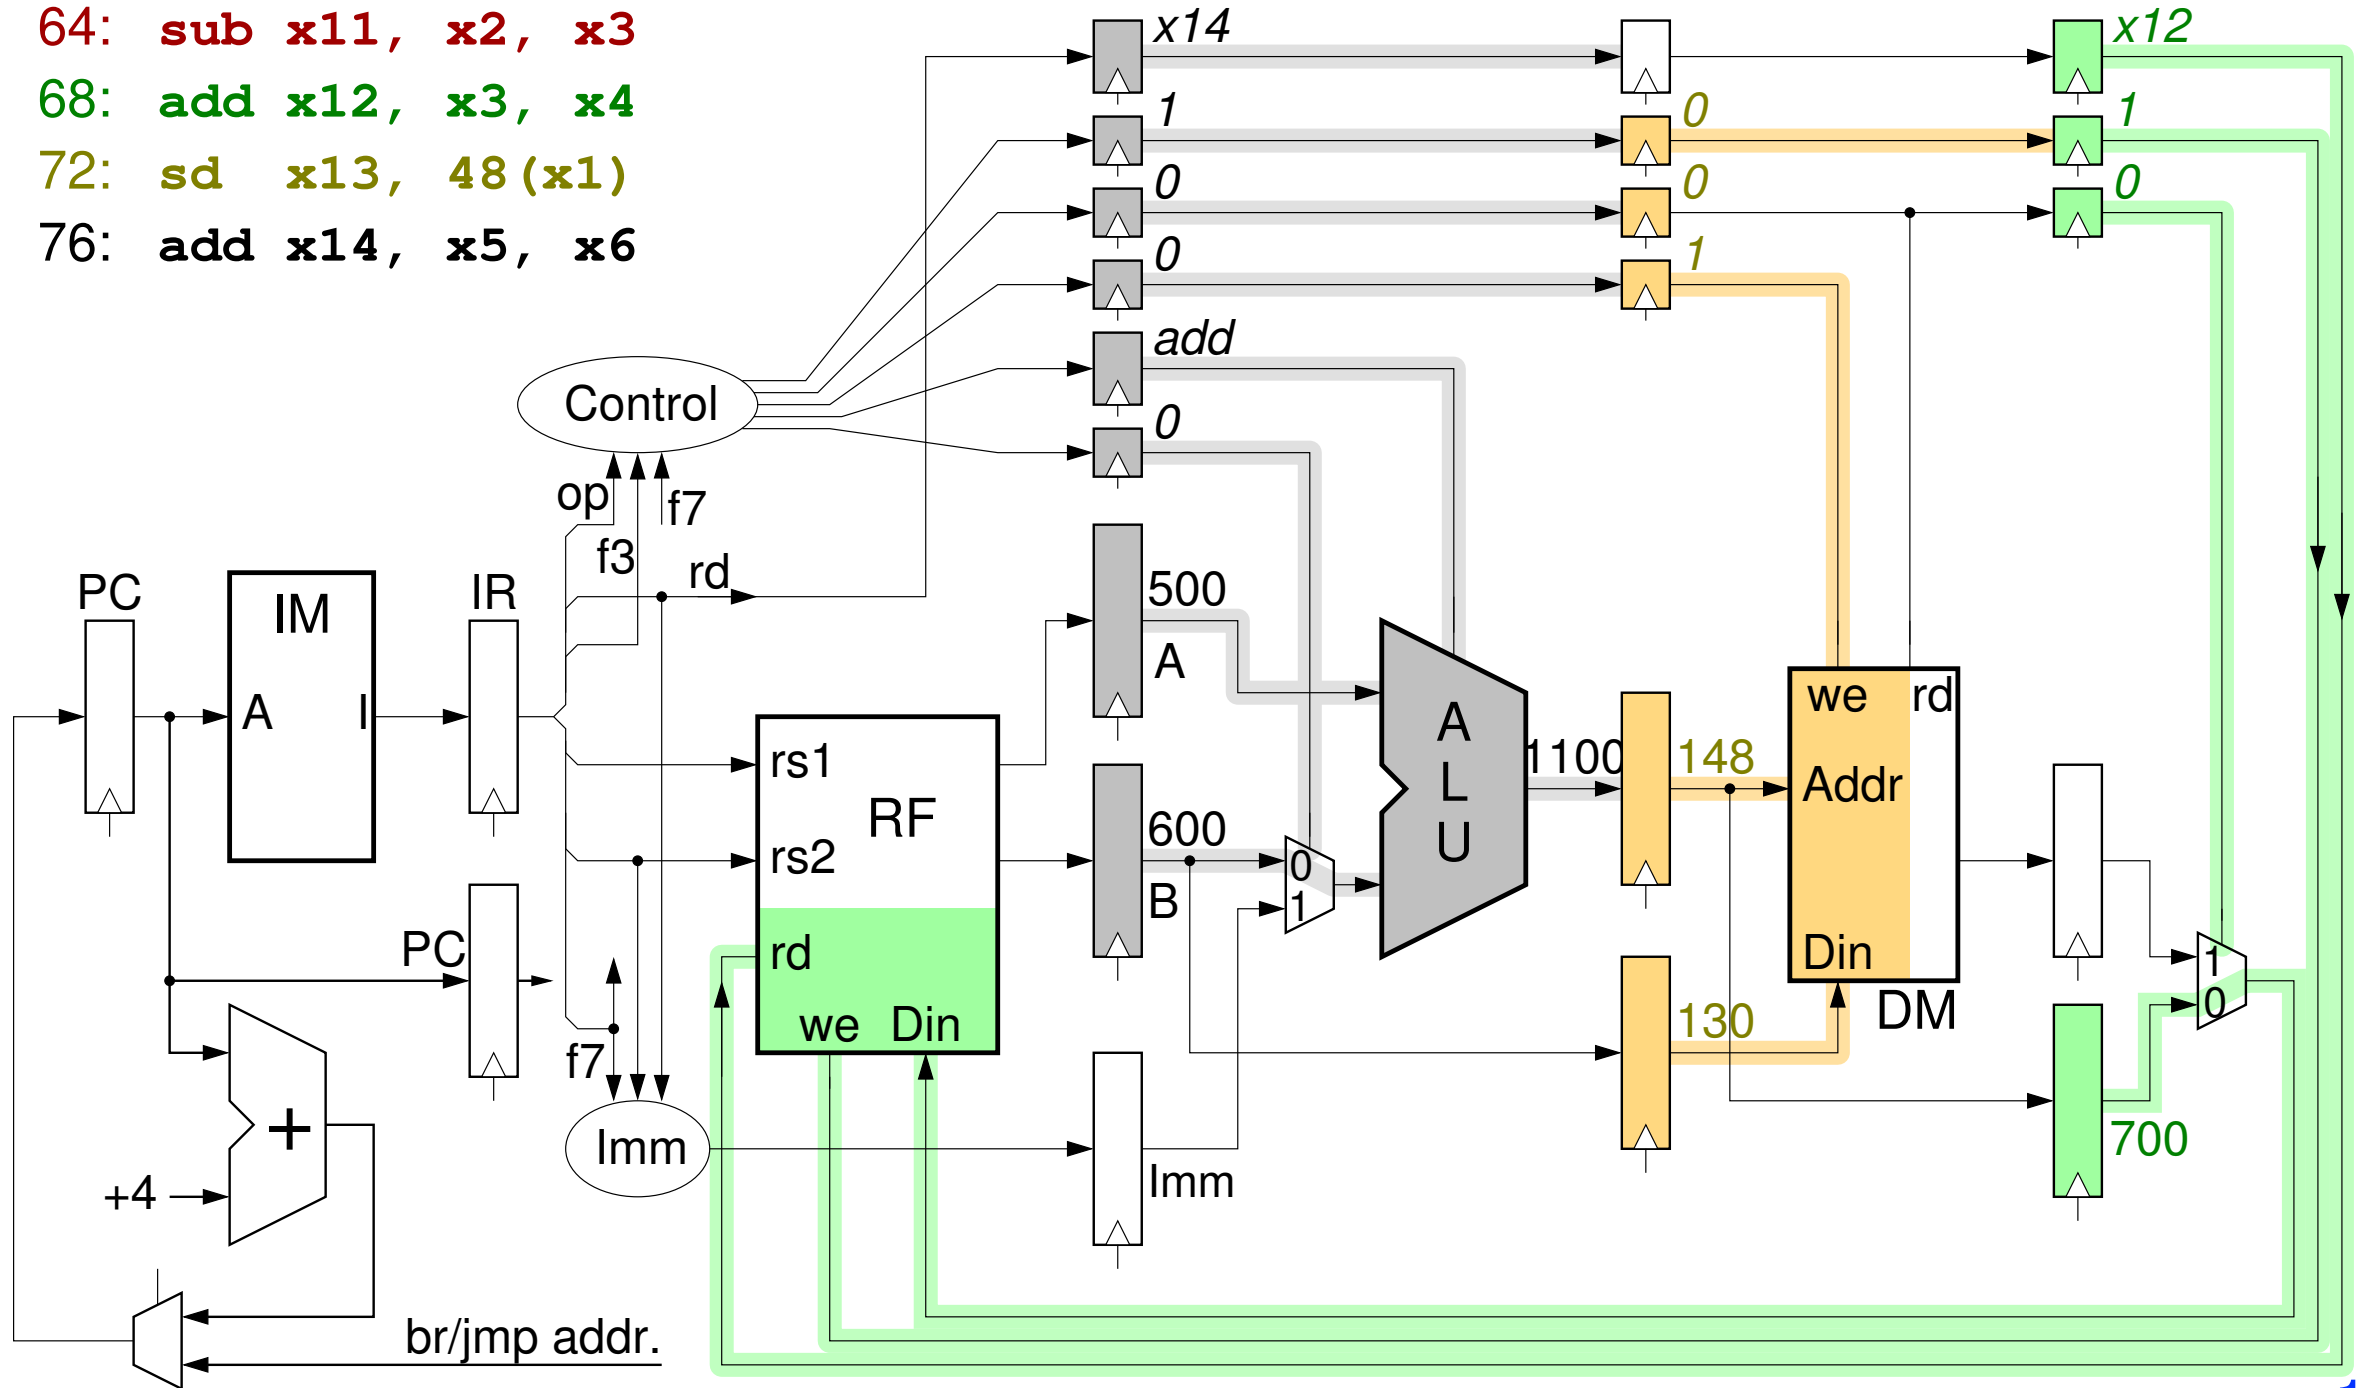 64: sub x11, x2, x3
68: add x12, x3, x4
72: sd x13, 48(x1)
76: add x14, x5, x6
x14
x12
1
0
1
0
0
0
0
1
add
0
Control
op
f7
f3
rd
PC
IM
A
I
IR
500
A
rs1
rs2
RF
rd
we
Din
600
B
0
1
A
L
U
1100
148
we
rd
Addr
Din
DM
130
1
0
700
PC
f7
Imm
Imm
+
+4
br/jmp addr.